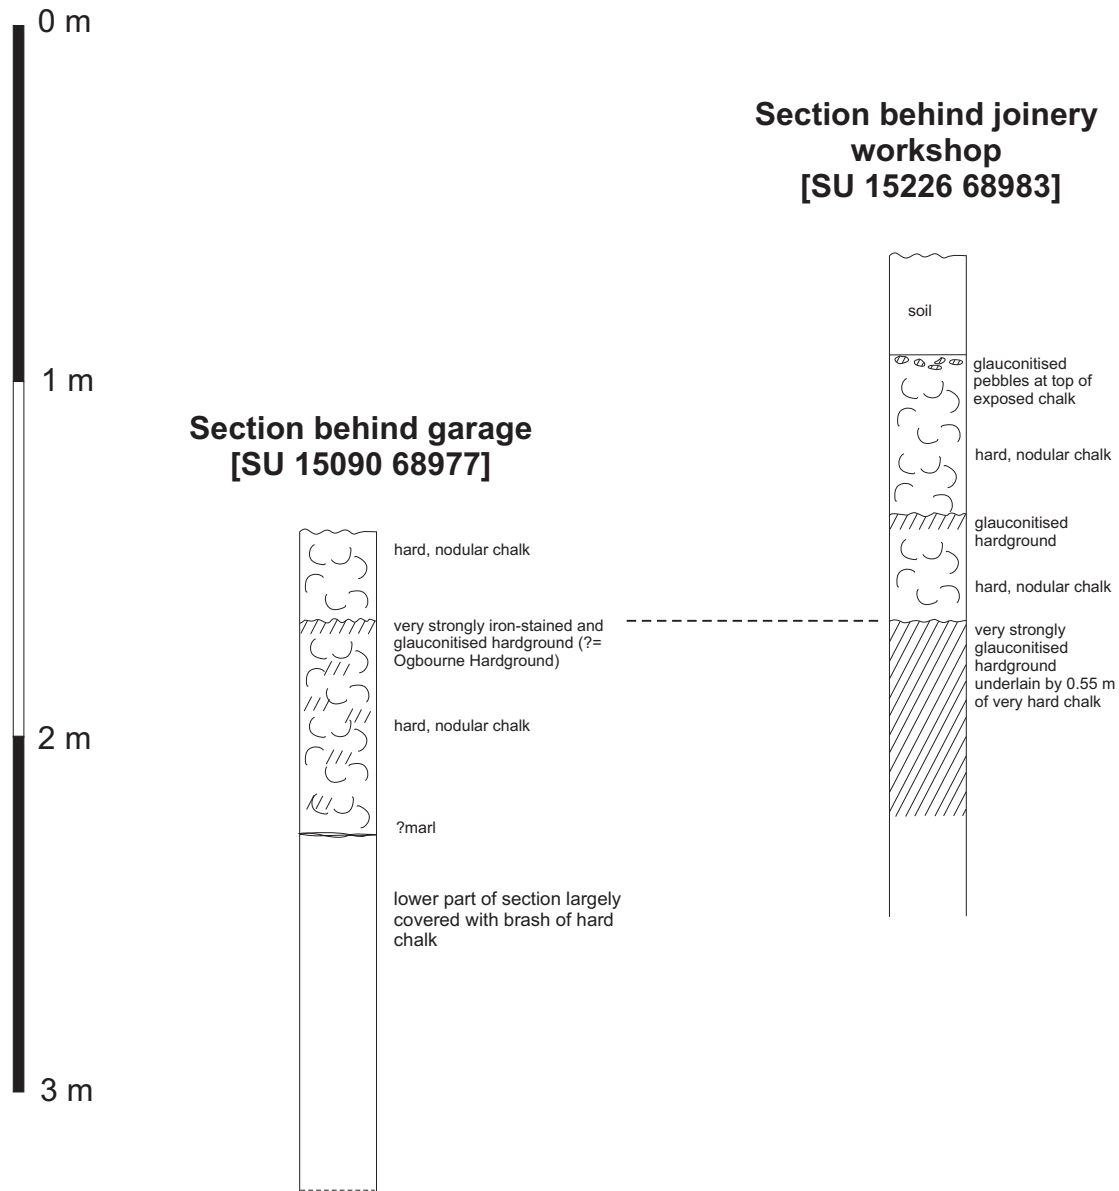 0 m
1 m
2 m
3 m
Section behind garage
[SU 15090 68977]
hard, nodular chalk
very strongly iron-stained and
glauconitised hardground (?=
Ogbourne Hardground)
hard, nodular chalk
?marl
lower part of section largely
covered with brash of hard
chalk
Section behind joinery
workshop
[SU 15226 68983]
soil
glauconitised
pebbles at top of
exposed chalk
hard, nodular chalk
glauconitised
hardground
hard, nodular chalk
very strongly
glauconitised
hardground
underlain by 0.55 m
of very hard chalk